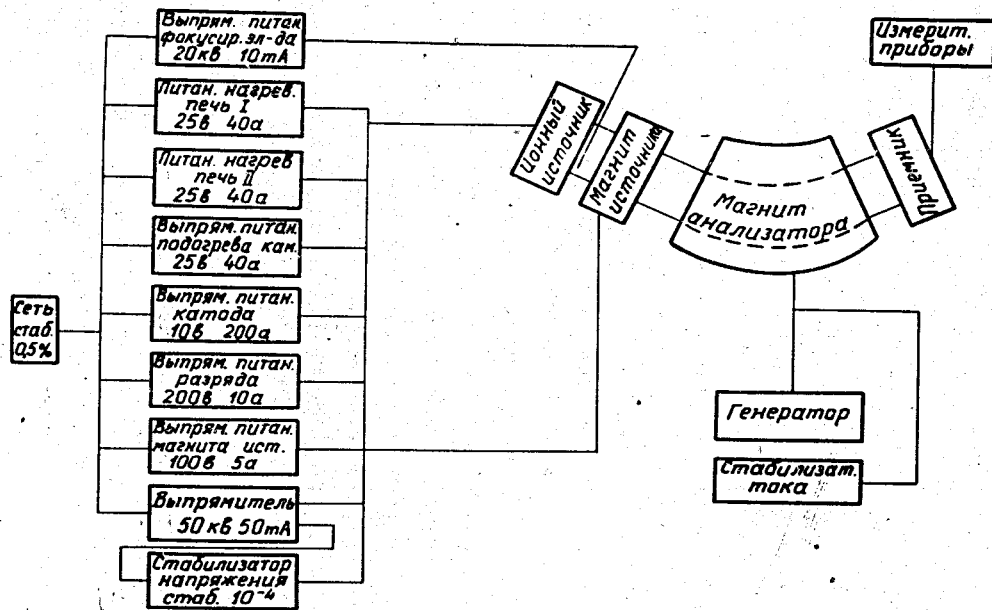 Выпрям. питан
фокусир. эл-да
20кв 10mA
Питан. нагрев.
печь I
25в 40а
Питан. нагрев
печь II
25в 40а
Выпрям. питан.
подогрева кам.
25в 40а
Выпрям. питан.
катода
10в 200а
Выпрям. питан.
разряда
200в 10а
Выпрям. питан.
магнита ист.
100в 5а
Выпрямитель
50кв 50mA
Стабилизатор
напряжения
стаб. 10⁻⁴
Сеть
стаб.
0,5%
Ионный
источник
Магнит
источника
Магнит
анализатора
Приемник
Измерит.
приборы
Генератор
Стабилизат.
тока